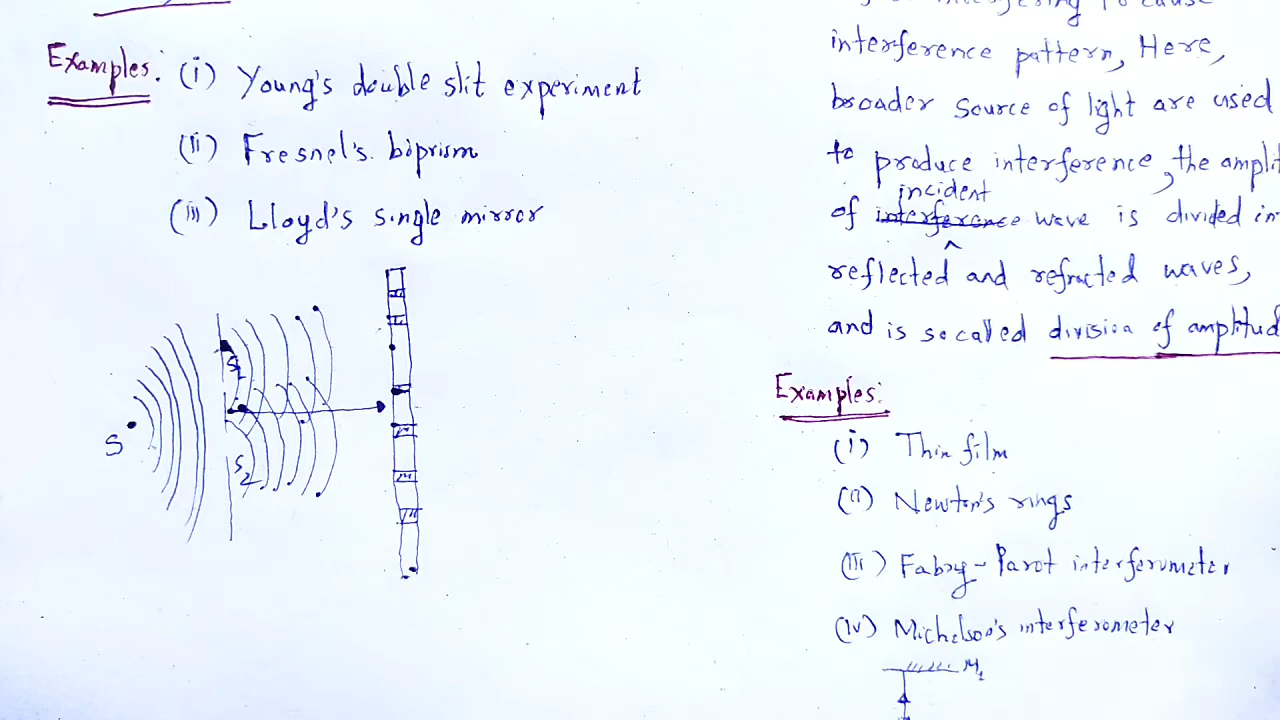 Examples: (i) Young's double slit experiment
(ii) Fresnel's biprism
(iii) Lloyd's single mirror
S
S1
S2
interference pattern, Here,
broader source of light are used
to produce interference, the ampli
incident
of interference wave is divided in
reflected and refracted waves,
and is so called division of amplitud
Examples:
(i) Thin film
(ii) Newton's rings
(iii) Fabry-Parot interferometer
(iv) Michelson's interferometer
M1